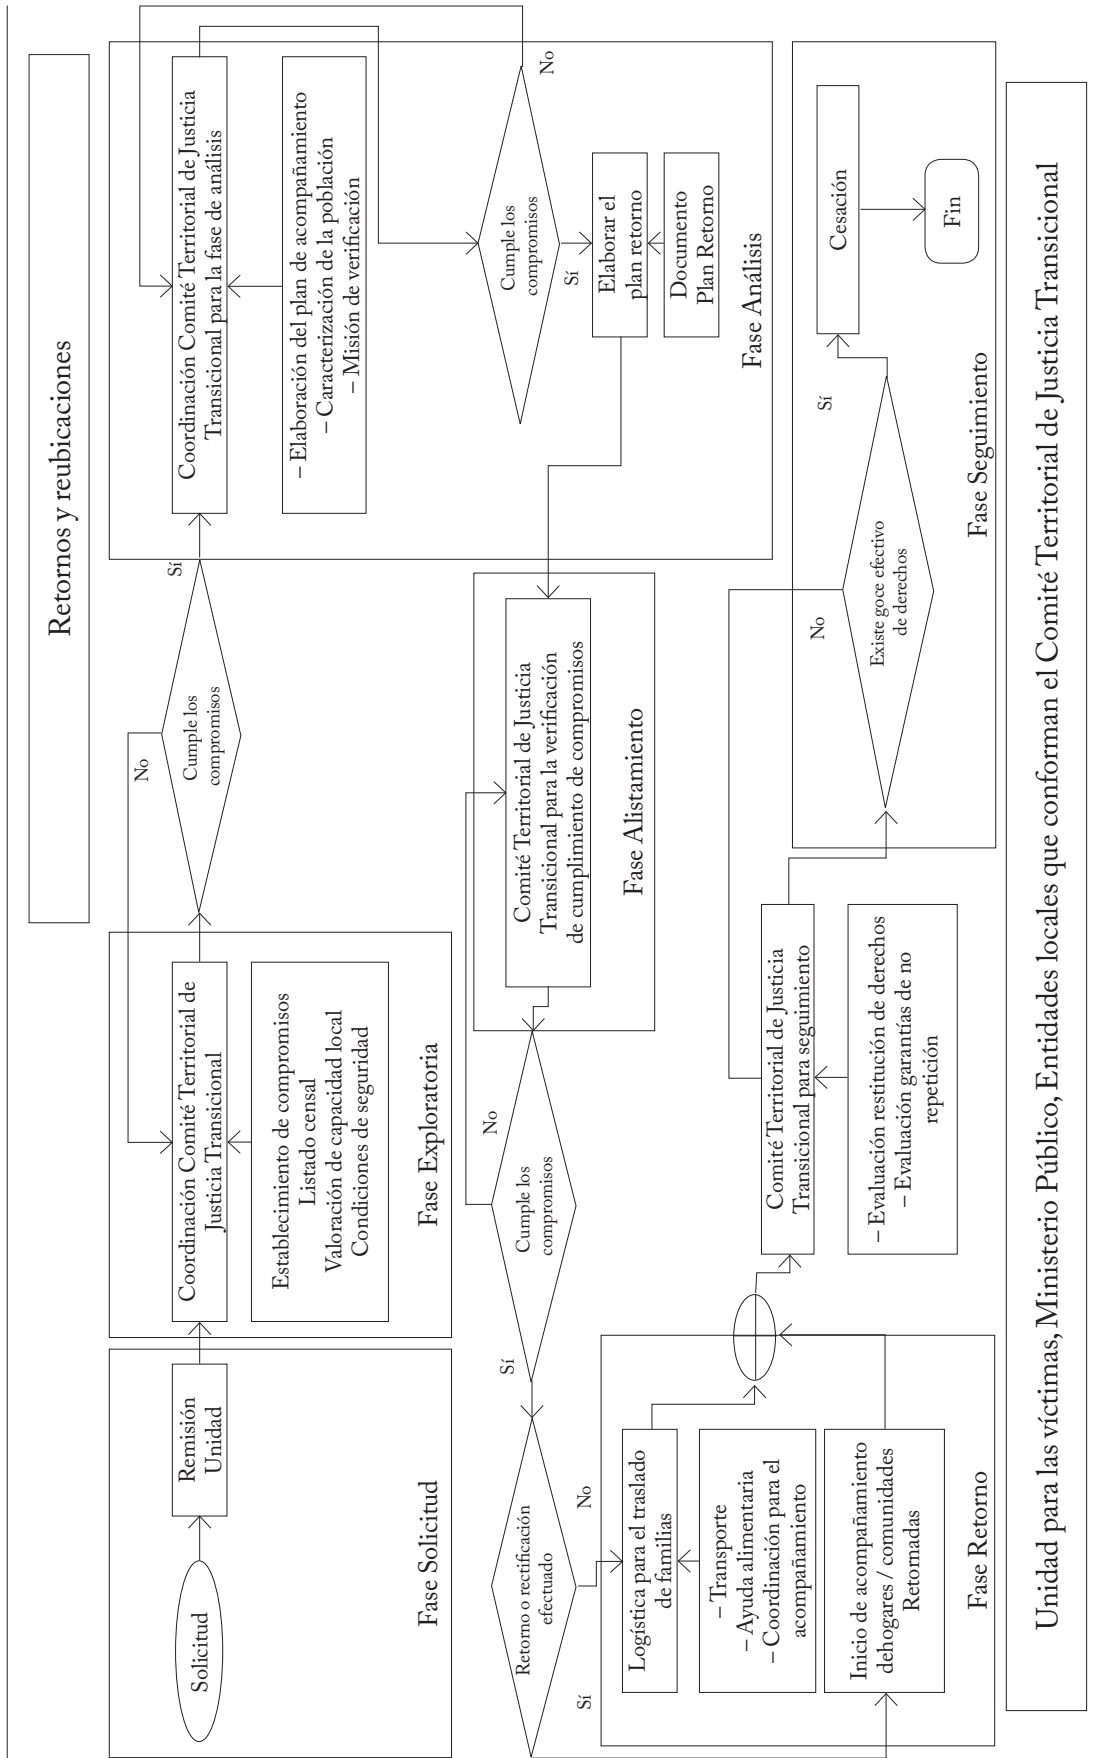 Retornos y reubicaciones
Solicitud
Remisión
Unidad
Fase Solicitud
Coordinación Comité Territorial de
Justicia Transicional
Establecimiento de compromisos
Listado censal
Valoración de capacidad local
Condiciones de seguridad
Fase Exploratoria
Cumple los
compromisos
No
Sí
Coordinación Comité Territorial de Justicia
Transicional para la fase de análisis
– Elaboración del plan de acompañamiento
– Caracterización de la población
– Misión de verificación
Cumple los
compromisos
No
Sí
Elaborar el
plan retorno
Documento
Plan Retorno
Fase Análisis
Comité Territorial de Justicia
Transicional para la verificación
de cumplimiento de compromisos
Fase Alistamiento
Cumple los
compromisos
No
Sí
Retorno o rectificación
efectuado
No
Sí
Logística para el traslado
de familias
– Transporte
– Ayuda alimentaria
– Coordinación para el
acompañamiento
Inicio de acompañamiento
dehogares / comunidades
Retornadas
Fase Retorno
Comité Territorial de Justicia
Transicional para seguimiento
– Evaluación restitución de derechos
– Evaluación garantías de no
repetición
Existe goce efectivo
de derechos
No
Sí
Cesación
Fin
Fase Seguimiento
Unidad para las víctimas, Ministerio Público, Entidades locales que conforman el Comité Territorial de Justicia Transicional